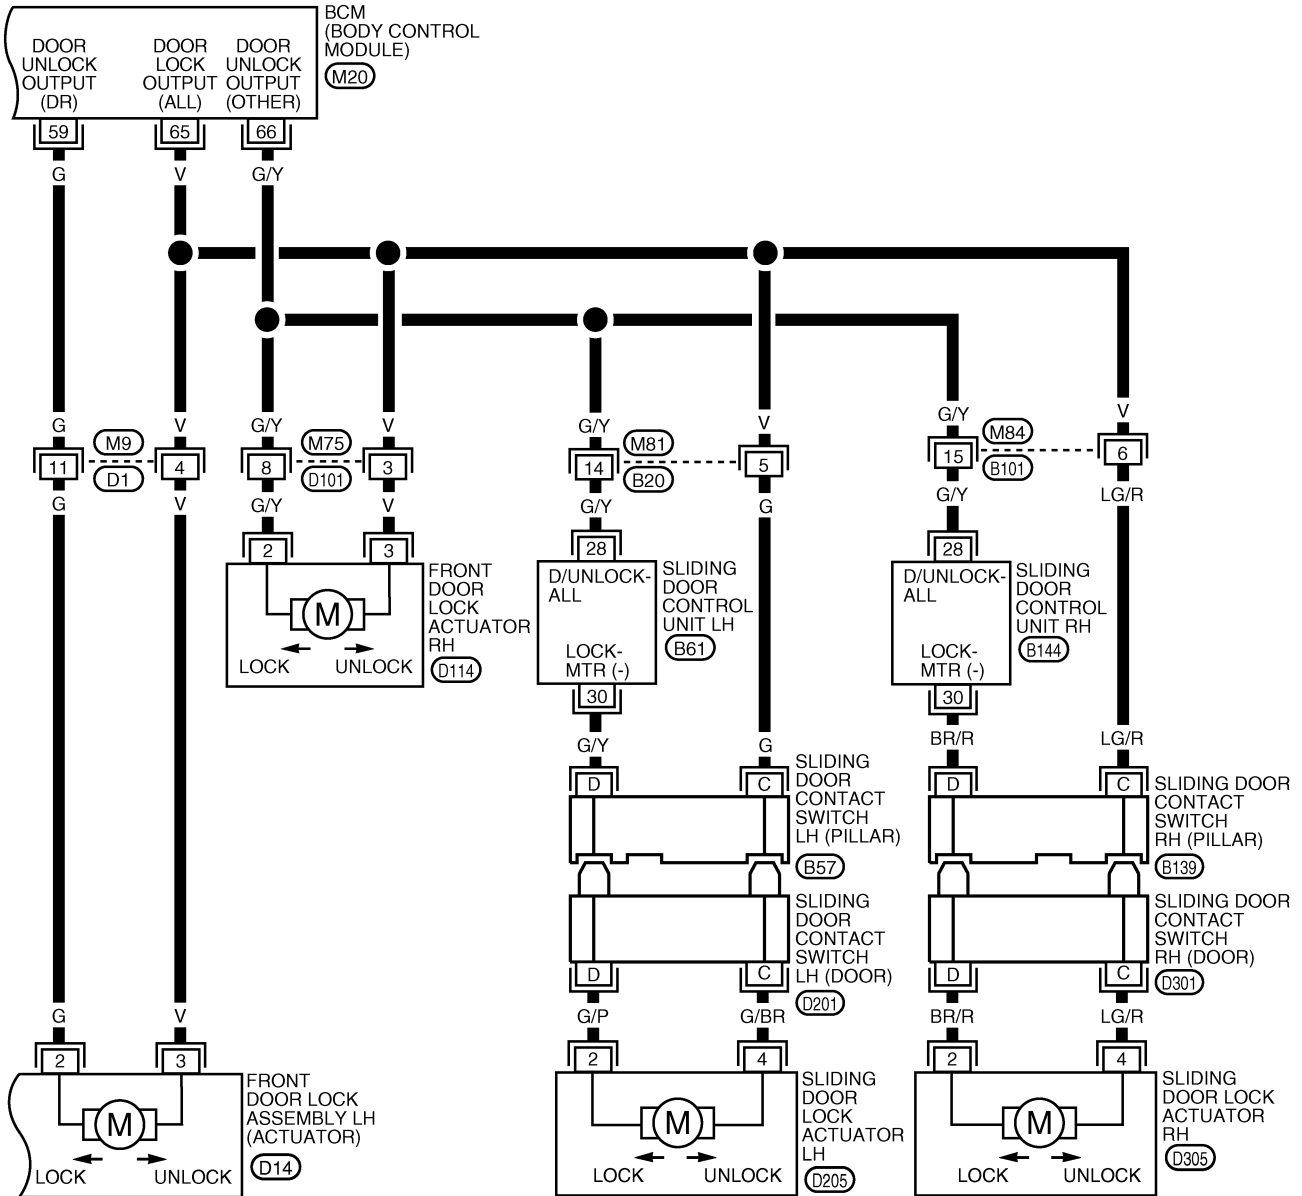 BCM
(BODY CONTROL
MODULE)
M20
DOOR
UNLOCK
OUTPUT
(DR)
DOOR
LOCK
OUTPUT
(ALL)
DOOR
UNLOCK
OUTPUT
(OTHER)
59
65
66
G
V
G/Y
G
V
G/Y
V
G/Y
V
G/Y
V
11
M9
D1
4
8
M75
D101
3
14
M81
B20
5
15
M84
B101
6
G
V
G/Y
V
G/Y
G
G/Y
LG/R
2
3
FRONT
DOOR
LOCK
ACTUATOR
RH
D114
M
LOCK
UNLOCK
28
D/UNLOCK-
ALL
LOCK-
MTR (-)
30
SLIDING
DOOR
CONTROL
UNIT LH
B61
28
D/UNLOCK-
ALL
LOCK-
MTR (-)
30
SLIDING
DOOR
CONTROL
UNIT RH
B144
G/Y
G
BR/R
LG/R
D
C
SLIDING
DOOR
CONTACT
SWITCH
LH (PILLAR)
B57
D
C
SLIDING DOOR
CONTACT
SWITCH
RH (PILLAR)
B139
SLIDING
DOOR
CONTACT
SWITCH
LH (DOOR)
D201
D
C
SLIDING DOOR
CONTACT
SWITCH
RH (DOOR)
D301
D
C
G
V
G/P
G/BR
BR/R
LG/R
2
3
M
LOCK
UNLOCK
FRONT
DOOR LOCK
ASSEMBLY LH
(ACTUATOR)
D14
2
4
M
LOCK
UNLOCK
SLIDING
DOOR
LOCK
ACTUATOR
LH
D205
2
4
M
LOCK
UNLOCK
SLIDING
DOOR LOCK
ACTUATOR
RH
D305